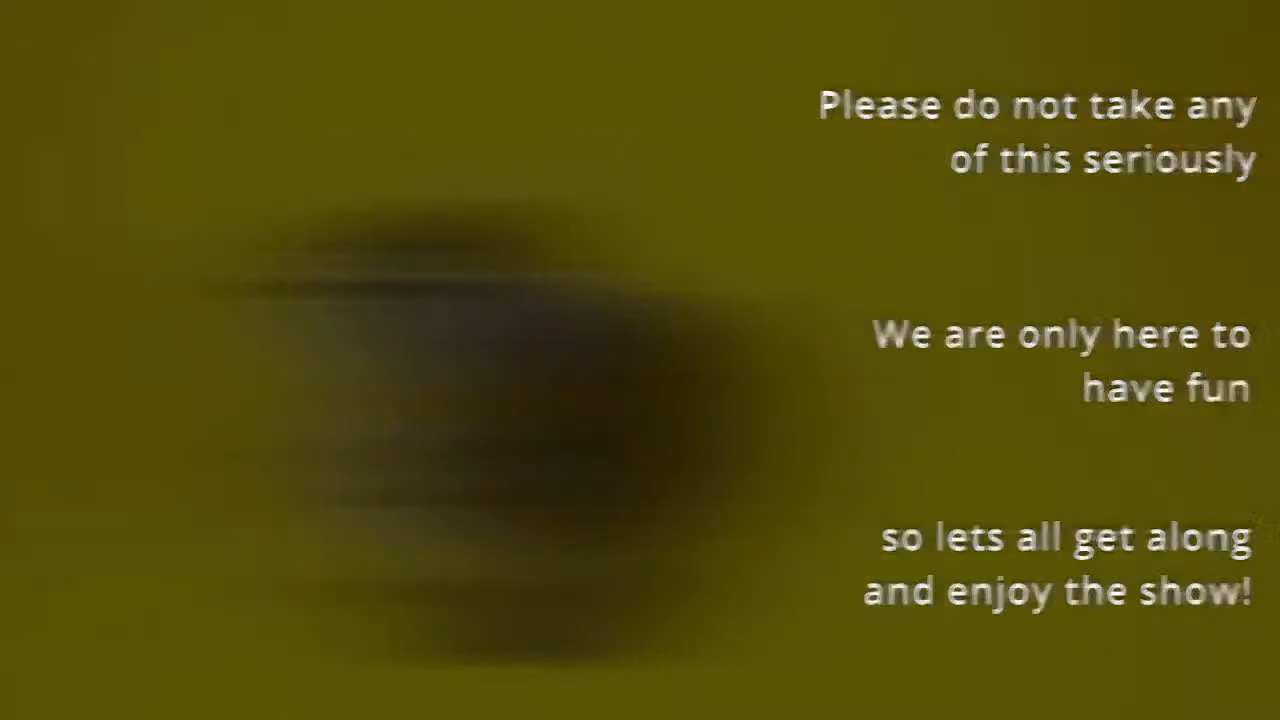 Please do not take any
of this seriously
We are only here to
have fun
so lets all get along
and enjoy the show!